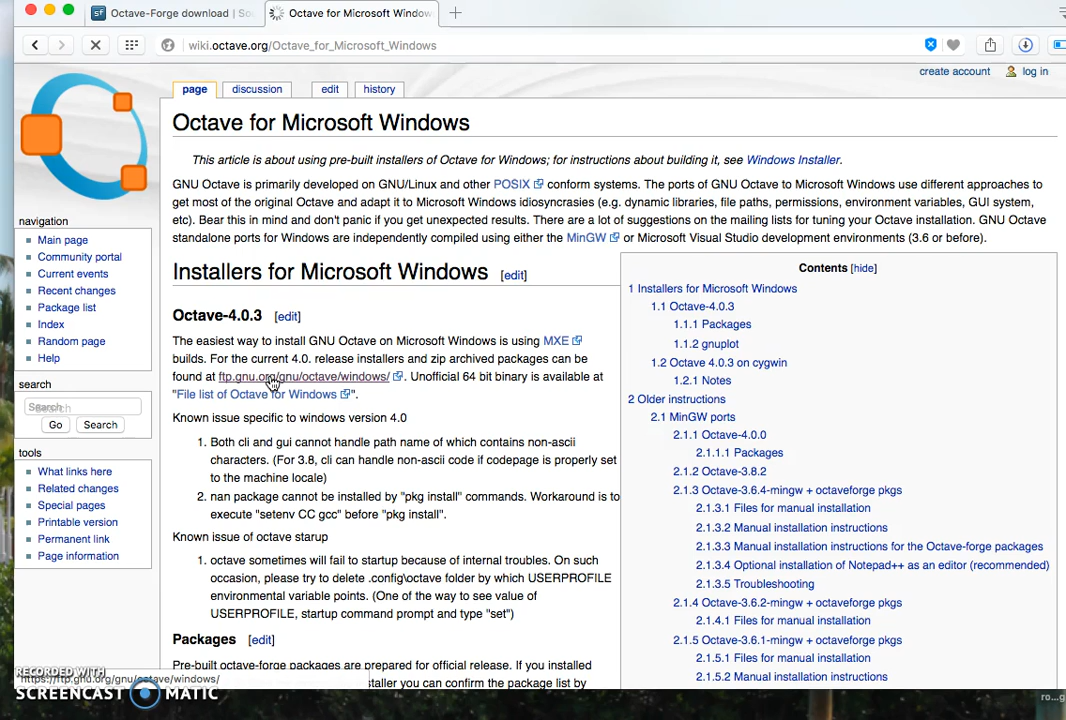 Octave-Forge download | So
Octave for Microsoft Window
wiki.octave.org/Octave_for_Microsoft_Windows
create account log in
page discussion edit history
Octave for Microsoft Windows
This article is about using pre-built installers of Octave for Windows; for instructions about building it, see Windows Installer.
GNU Octave is primarily developed on GNU/Linux and other POSIX conform systems. The ports of GNU Octave to Microsoft Windows use different approaches to
get most of the original Octave and adapt it to Microsoft Windows idiosyncrasies (e.g. dynamic libraries, file paths, permissions, environment variables, GUI system,
etc). Bear this in mind and don't panic if you get unexpected results. There are a lot of suggestions on the mailing lists for tuning your Octave installation. GNU Octave
standalone ports for Windows are independently compiled using either the MinGW or Microsoft Visual Studio development environments (3.6 or before).
navigation
Main page
Community portal
Current events
Recent changes
Package list
Index
Random page
Help
search
Search
Go Search
tools
What links here
Related changes
Special pages
Printable version
Permanent link
Page information
Installers for Microsoft Windows [edit]
Octave-4.0.3 [edit]
The easiest way to install GNU Octave on Microsoft Windows is using MXE
builds. For the current 4.0. release installers and zip archived packages can be
found at ftp.gnu.org/gnu/octave/windows/ . Unofficial 64 bit binary is available at
"File list of Octave for Windows ".
Known issue specific to windows version 4.0
1. Both cli and gui cannot handle path name of which contains non-ascii
characters. (For 3.8, cli can handle non-ascii code if codepage is properly set
to the machine locale)
2. nan package cannot be installed by "pkg install" commands. Workaround is to
execute "setenv CC gcc" before "pkg install".
Known issue of octave starup
1. octave sometimes will fail to startup because of internal troubles. On such
occasion, please try to delete .config\octave folder by which USERPROFILE
environmental variable points. (One of the way to see value of
USERPROFILE, startup command prompt and type "set")
Packages [edit]
Pre-built octave-forge packages are prepared for official release. If you installed
staller you can confirm the package list by
Contents [hide]
1 Installers for Microsoft Windows
1.1 Octave-4.0.3
1.1.1 Packages
1.1.2 gnuplot
1.2 Octave 4.0.3 on cygwin
1.2.1 Notes
2 Older instructions
2.1 MinGW ports
2.1.1 Octave-4.0.0
2.1.1.1 Packages
2.1.2 Octave-3.8.2
2.1.3 Octave-3.6.4-mingw + octaveforge pkgs
2.1.3.1 Files for manual installation
2.1.3.2 Manual installation instructions
2.1.3.3 Manual installation instructions for the Octave-forge packages
2.1.3.4 Optional installation of Notepad++ as an editor (recommended)
2.1.3.5 Troubleshooting
2.1.4 Octave-3.6.2-mingw + octaveforge pkgs
2.1.4.1 Files for manual installation
2.1.5 Octave-3.6.1-mingw + octaveforge pkgs
2.1.5.1 Files for manual installation
2.1.5.2 Manual installation instructions
https://ftp.gnu.org/gnu/octave/windows/
RECORDED WITH
SCREENCAST MATIC
ro...g